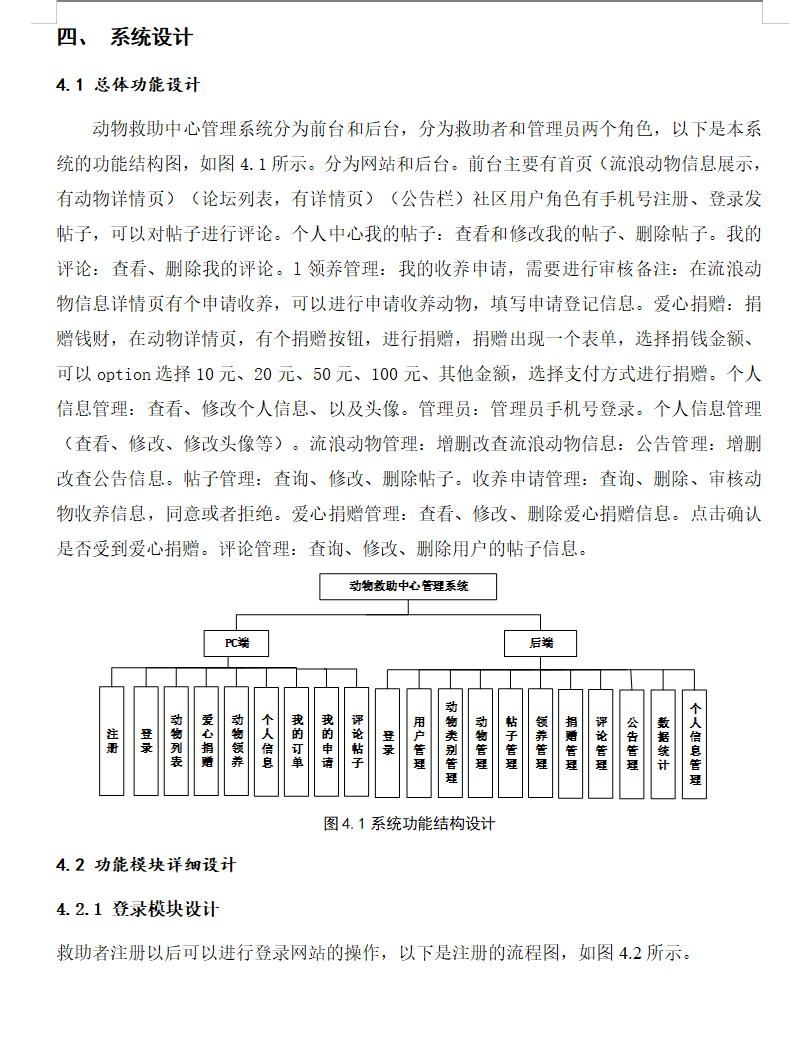 四、 系统设计
4.1 总体功能设计
动物救助中心管理系统分为前台和后台，分为救助者和管理员两个角色，以下是本系
统的功能结构图，如图 4.1 所示。分为网站和后台。前台主要有首页（流浪动物信息展示，
有动物详情页）（论坛列表，有详情页）（公告栏）社区用户角色有手机号注册、登录发
帖子，可以对帖子进行评论。个人中心我的帖子：查看和修改我的帖子、删除帖子。我的
评论：查看、删除我的评论。1 领养管理：我的收养申请，需要进行审核备注：在流浪动
物信息详情页有个申请收养，可以进行申请收养动物，填写申请登记信息。爱心捐赠：捐
赠钱财，在动物详情页，有个捐赠按钮，进行捐赠，捐赠出现一个表单，选择捐钱金额、
可以 option 选择 10 元、20 元、50 元、100 元、其他金额，选择支付方式进行捐赠。个人
信息管理：查看、修改个人信息、以及头像。管理员：管理员手机号登录。个人信息管理
（查看、修改、修改头像等）。流浪动物管理：增删改查流浪动物信息：公告管理：增删
改查公告信息。帖子管理：查询、修改、删除帖子。收养申请管理：查询、删除、审核动
物收养信息，同意或者拒绝。爱心捐赠管理：查看、修改、删除爱心捐赠信息。点击确认
是否受到爱心捐赠。评论管理：查询、修改、删除用户的帖子信息。
动物救助中心管理系统
PC端
后端
注册
登录
动物列表
爱心捐赠
动物领养
个人信息
我的订单
我的申请
评论帖子
登录
用户管理
动物类别管理
动物管理
帖子管理
领养管理
捐赠管理
评论管理
公告管理
数据统计
个人信息管理
图 4.1 系统功能结构设计
4.2 功能模块详细设计
4.2.1 登录模块设计
救助者注册以后可以进行登录网站的操作，以下是注册的流程图，如图 4.2 所示。